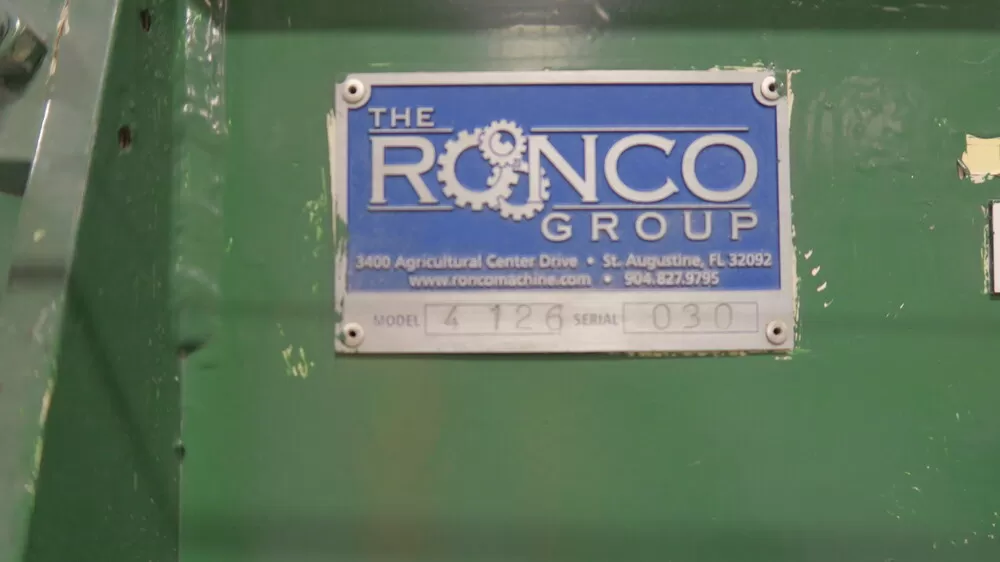 THE
RONCO
GROUP
3400 Agricultural Center Drive • St. Augustine, FL 32092
www.roncomachine.com • 904.827.9795
MODEL 4 126 SERIAL 030